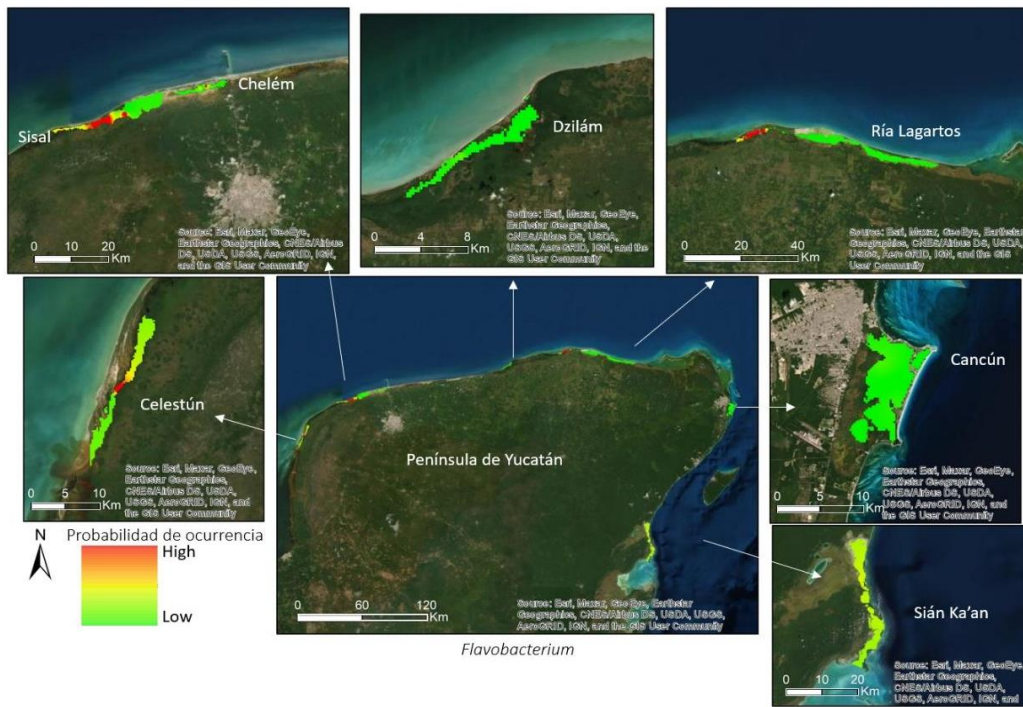 Chelém
Sisal
0 10 20 40
Km
Source: Esri, Maxar, GeoEye,
Earthstar Geographics, CNES/Airbus
DS, USDA, USGS, AeroGRID, IGN,
and the GIS User Community
Dzilám
0 4 8
Km
Source: Esri, Maxar, GeoEye,
Earthstar Geographics,
CNES/Airbus DS, USDA,
USGS, AeroGRID, IGN, and the
GIS User Community
Ría Lagartos
0 20 40
Km
Source: Esri, Maxar, GeoEye, Earthstar
Geographics, CNES/Airbus DS, USDA,
USGS, AeroGRID, IGN, and the GIS
User Community
Celestún
0 5 10
Km
Source: Esri, Maxar, GeoEye,
Earthstar Geographics,
CNES/Airbus DS, USDA,
USGS, AeroGRID, IGN, and
the GIS User Community
Península de Yucatán
0 60 120
Km
Source: Esri, Maxar, GeoEye, Earthstar
Geographics, CNES/Airbus DS, USDA, USGS,
AeroGRID, IGN, and the GIS User Community
Cancún
0 5 10
Km
Source: Esri, Maxar, GeoEye,
Earthstar Geographics,
CNES/Airbus DS, USDA,
USGS, AeroGRID, IGN, and
the GIS User Community
N
Probabilidad de ocurrencia
High
Low
Flavobacterium
Sián Ka'an
0 10 20
Km
Source: Esri, Maxar, GeoEye,
Earthstar Geographics,
CNES/Airbus DS, USDA,
USGS, AeroGRID, IGN, and